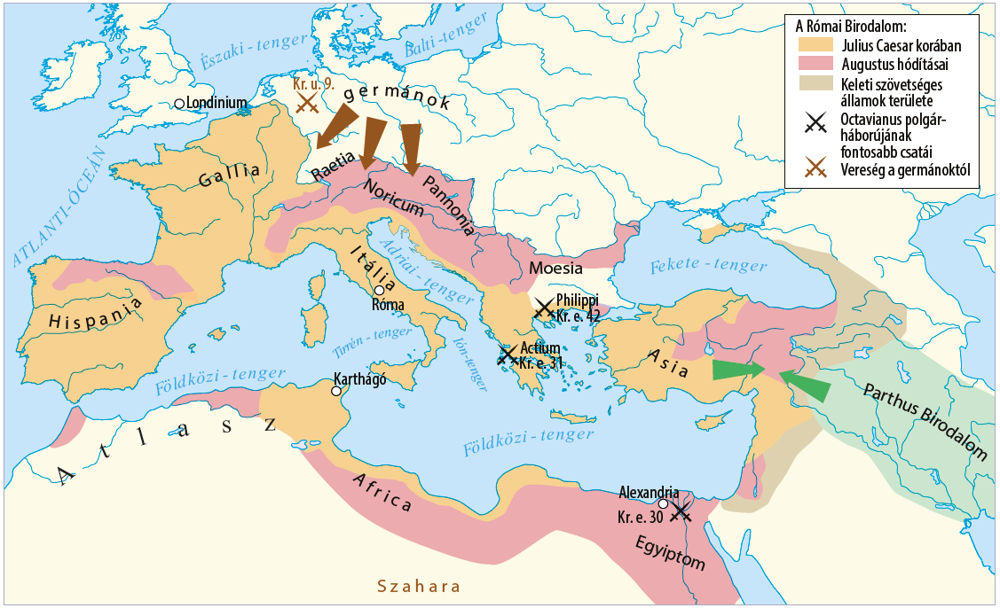 A Római Birodalom:
Julius Caesar korában
Augustus hódításai
Keleti szövetséges
államok területe
Octavianus polgár-
háborújának
fontosabb csatái
Vereség a germánoktól
Északi-tenger
Balti-tenger
Kr. u. 9.
germánok
Londinium
ATLANTI-ÓCEÁN
Gallia
Raetia
Noricum
Pannonia
Adriai-tenger
Itália
Moesia
Fekete-tenger
Róma
Philippi
Kr. e. 42
Hispania
Tirrén-tenger
Jón-tenger
Actium
Kr. e. 31
Asia
Földközi-tenger
Karthágó
Parthus Birodalom
Atlasz
Földközi-tenger
Africa
Alexandria
Kr. e. 30
Egyiptom
Szahara